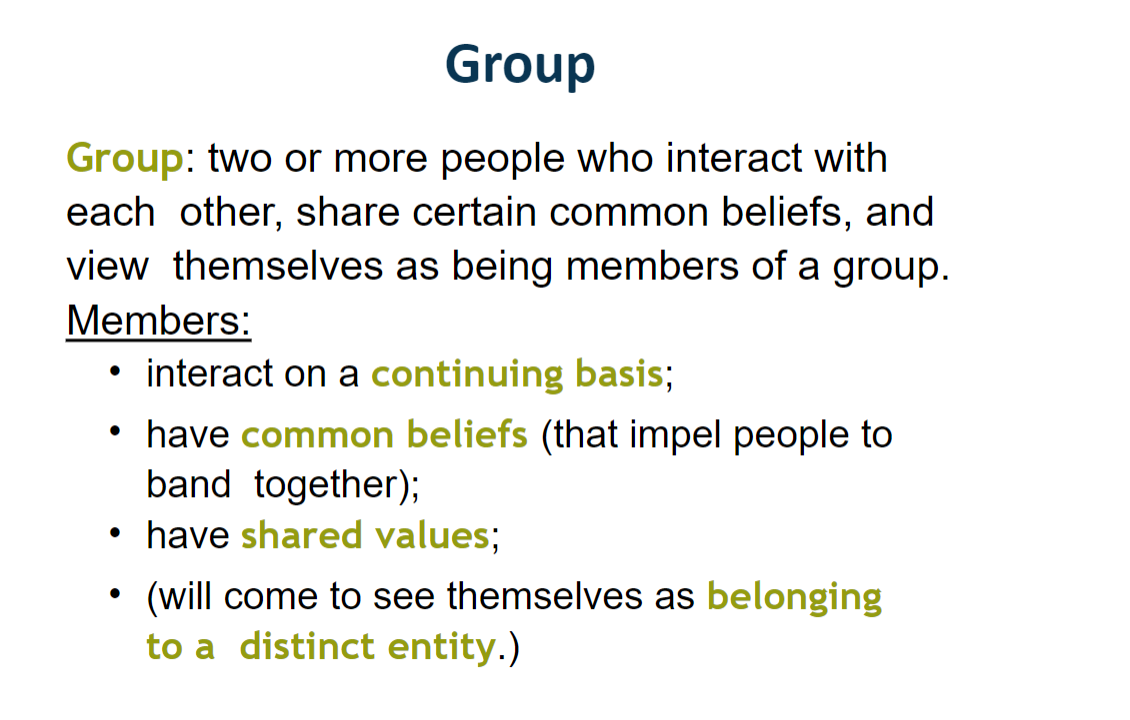 Group
Group: two or more people who interact with
each  other, share certain common beliefs, and
view  themselves as being members of a group.
Members:
• interact on a continuing basis;
• have common beliefs (that impel people to
band  together);
• have shared values;
• (will come to see themselves as belonging
to a  distinct entity.)